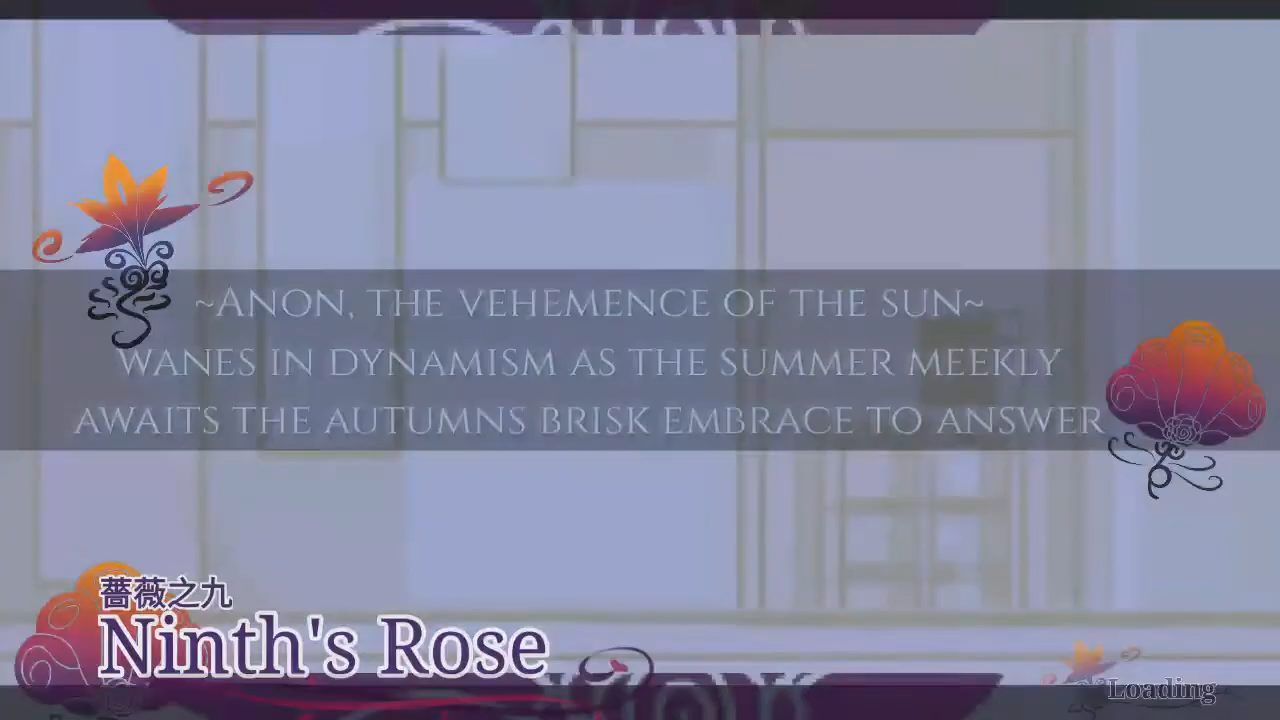 ~Anon, the vehemence of the sun~
wanes in dynamism as the summer meekly
awaits the autumns brisk embrace to answer
薔薇之九
Ninth's Rose
Loading